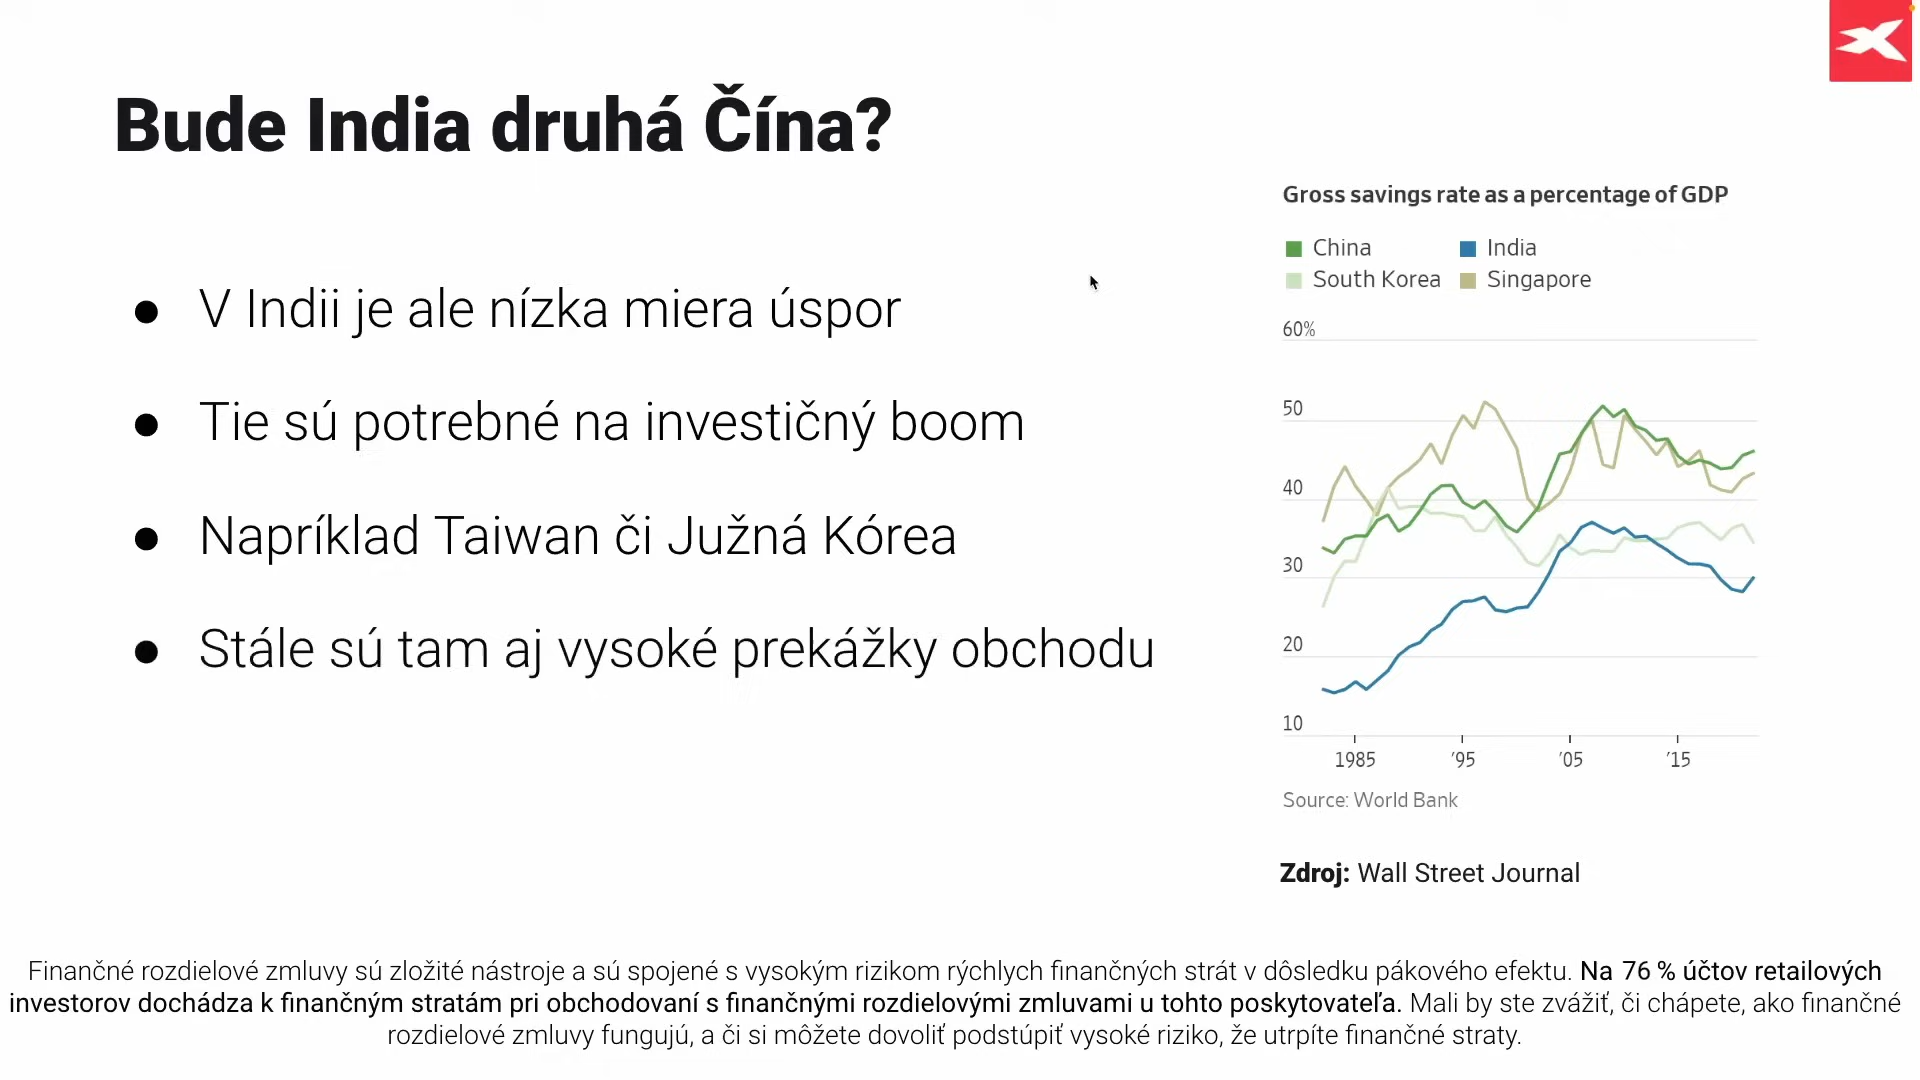 Bude India druhá Čína?
● V Indii je ale nízka miera úspor
● Tie sú potrebné na investičný boom
● Napríklad Taiwan či Južná Kórea
● Stále sú tam aj vysoké prekážky obchodu
Gross savings rate as a percentage of GDP
China India
South Korea Singapore
60%
50
40
30
20
10
1985 '95 '05 '15
Source: World Bank
Zdroj: Wall Street Journal
Finančné rozdielové zmluvy sú zložité nástroje a sú spojené s vysokým rizikom rýchlych finančných strát v dôsledku pákového efektu. Na 76 % účtov retailových
investorov dochádza k finančným stratám pri obchodovaní s finančnými rozdielovými zmluvami u tohto poskytovateľa. Mali by ste zvážiť, či chápete, ako finančné
rozdielové zmluvy fungujú, a či si môžete dovoliť podstúpiť vysoké riziko, že utrpíte finančné straty.